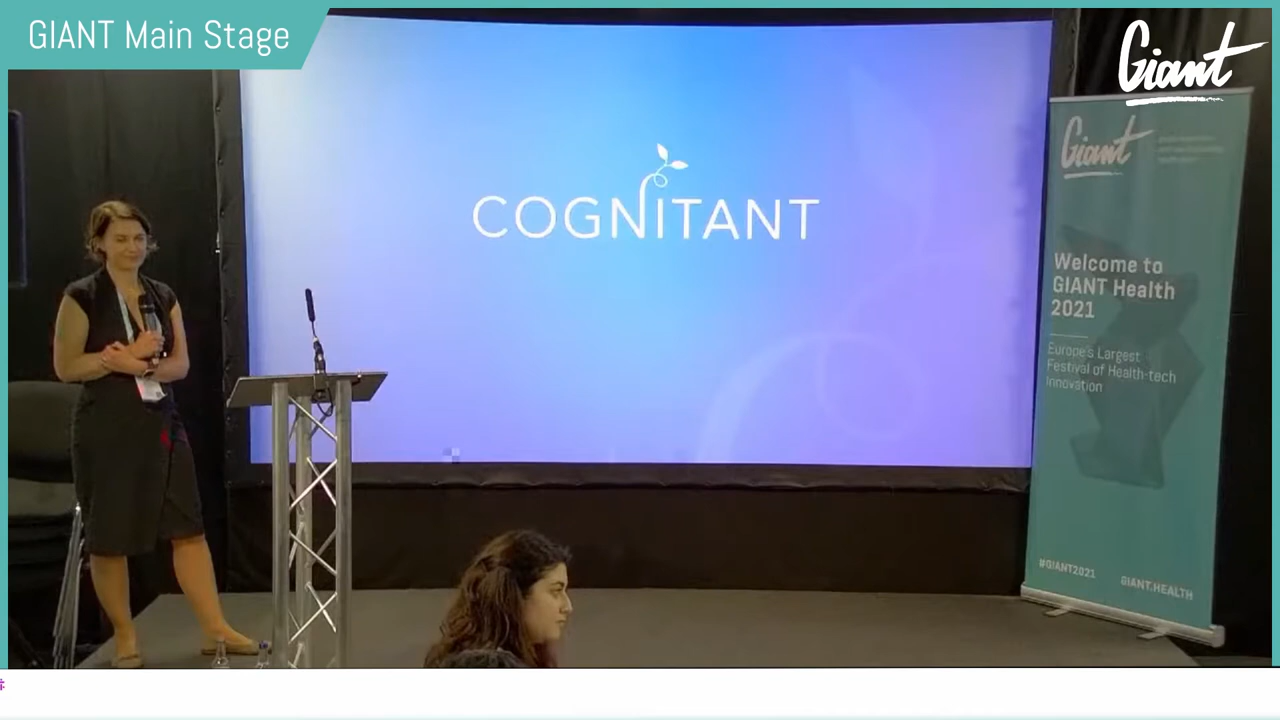 GIANT Main Stage
Giant
COGNITANT
Giant
Welcome to
GIANT Health
2021
Europe's Largest
Festival of Health-tech
Innovation
#GIANT2021
GIANT.HEALTH